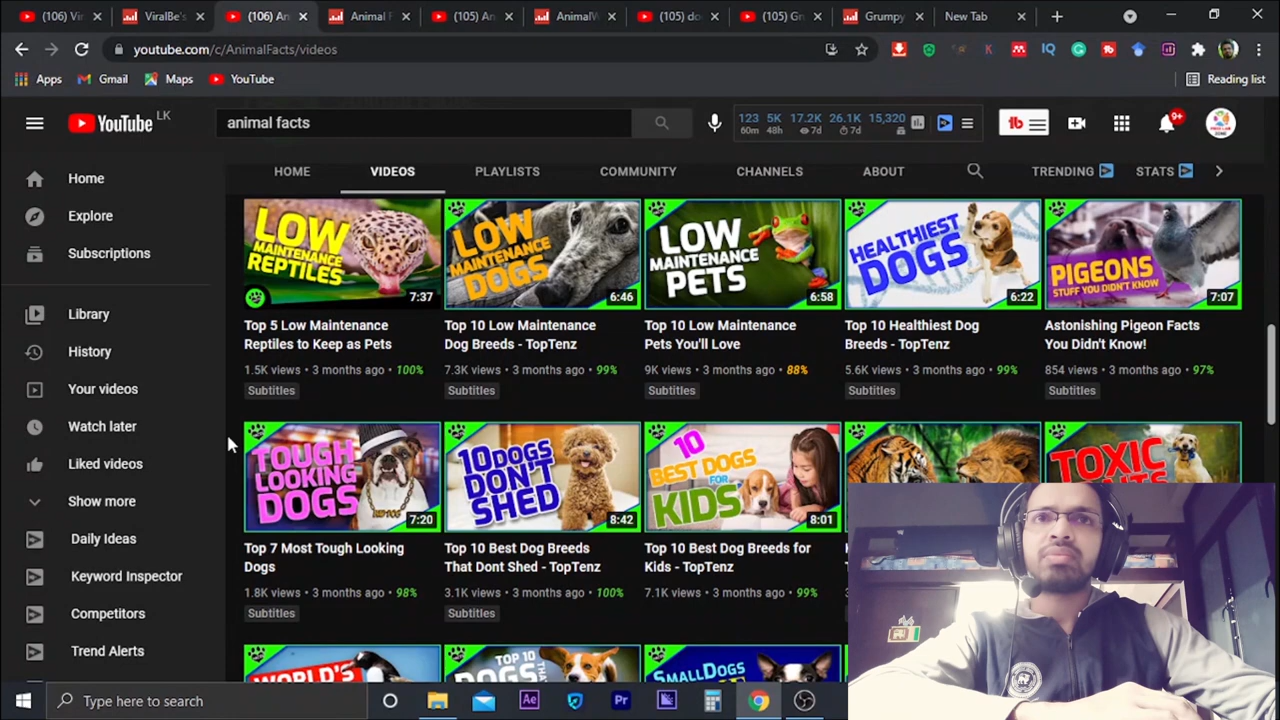 (106) Vir
ViralBe's
(106) An
Animal F
(105) An
AnimalW
(105) do
(105) Gr
Grumpy
New Tab
youtube.com/c/AnimalFacts/videos
Apps
Gmail
Maps
YouTube
Reading list
YouTube LK
animal facts
123 5K 17.2K 26.1K 15,320
60m 48h 7d 7d
9+
HOME
VIDEOS
PLAYLISTS
COMMUNITY
CHANNELS
ABOUT
TRENDING
STATS
Home
Explore
Subscriptions
Library
History
Your videos
Watch later
Liked videos
Show more
Daily Ideas
Keyword Inspector
Competitors
Trend Alerts
LOW
MAINTENANCE
REPTILES
7:37
Top 5 Low Maintenance
Reptiles to Keep as Pets
1.5K views • 3 months ago • 100%
Subtitles
LOW
MAINTENANCE
DOGS
6:46
Top 10 Low Maintenance
Dog Breeds - TopTenz
7.3K views • 3 months ago • 99%
Subtitles
LOW
MAINTENANCE
PETS
6:58
Top 10 Low Maintenance
Pets You'll Love
9K views • 3 months ago • 88%
Subtitles
HEALTHIEST
DOGS
6:22
Top 10 Healthiest Dog
Breeds - TopTenz
5.6K views • 3 months ago • 99%
Subtitles
PIGEONS
STUFF YOU DIDN'T KNOW
7:07
Astonishing Pigeon Facts
You Didn't Know!
854 views • 3 months ago • 97%
Subtitles
TOUGH
LOOKING
DOGS
7:20
Top 7 Most Tough Looking
Dogs
1.8K views • 3 months ago • 98%
Subtitles
10 DOGS
DON'T
SHED
8:42
Top 10 Best Dog Breeds
That Dont Shed - TopTenz
3.1K views • 3 months ago • 100%
Subtitles
10
BEST DOGS
FOR
KIDS
8:01
Top 10 Best Dog Breeds for
Kids - TopTenz
7.1K views • 3 months ago • 99%
Subtitles
TOXIC
WORLD'S
TOP 10
DOGS
SMALL DOGS
Type here to search